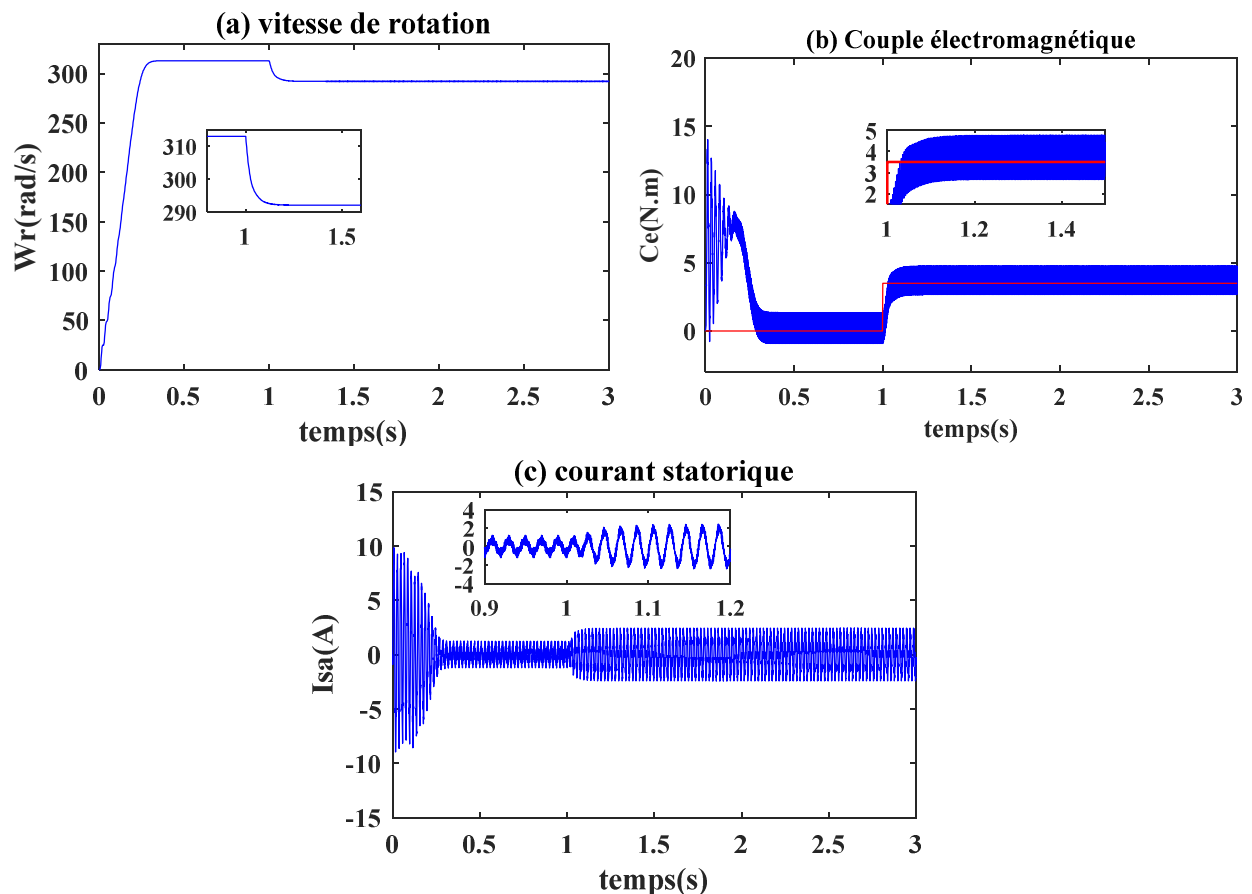 (a) vitesse de rotation
Wr(rad/s)
300
250
200
150
100
50
0
313
300
290
1 1.5
0 0.5 1 1.5 2 2.5 3
temps(s)
(b) Couple électromagnétique
Ce(N.m)
20
15
10
5
0
5
4
3
2
1 1.2 1.4
0 0.5 1 1.5 2 2.5 3
temps(s)
(c) courant statorique
Isa(A)
15
10
5
0
-5
-10
-15
4
2
0
-2
-4
0.9 1 1.1 1.2
0 0.5 1 1.5 2 2.5 3
temps(s)